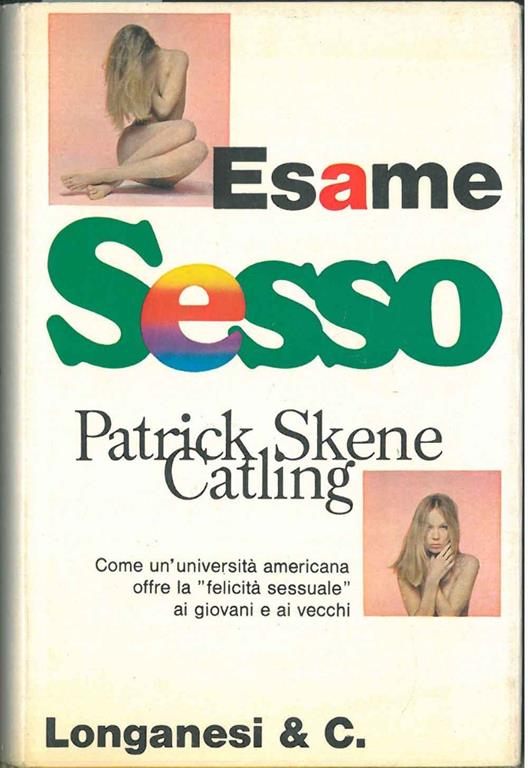 Esame
Sesso
Patrick Skene
Catling
Come un'università americana
offre la "felicità sessuale"
ai giovani e ai vecchi
Longanesi & C.